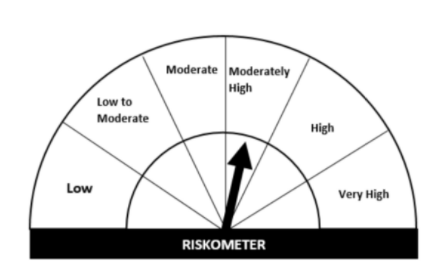 Moderate
Moderately
High
Low to
Moderate
High
Low
Very High
RISKOMETER